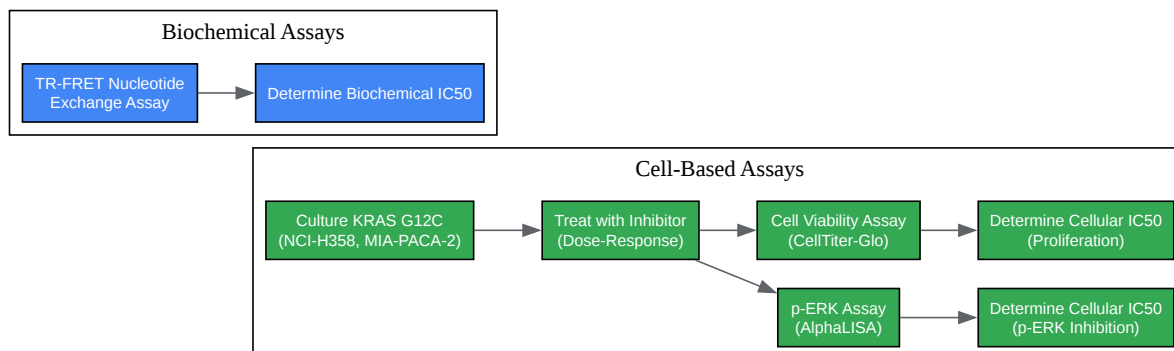 Biochemical Assays
TR-FRET Nucleotide
Exchange Assay
Determine Biochemical IC50
Cell-Based Assays
Culture KRAS G12C
(NCI-H358, MIA-PACA-2)
Treat with Inhibitor
(Dose-Response)
Cell Viability Assay
(CellTiter-Glo)
Determine Cellular IC50
(Proliferation)
p-ERK Assay
(AlphaLISA)
Determine Cellular IC50
(p-ERK Inhibition)